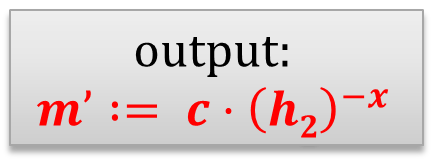 output:
m’ := c · (h₂)⁻ˣ